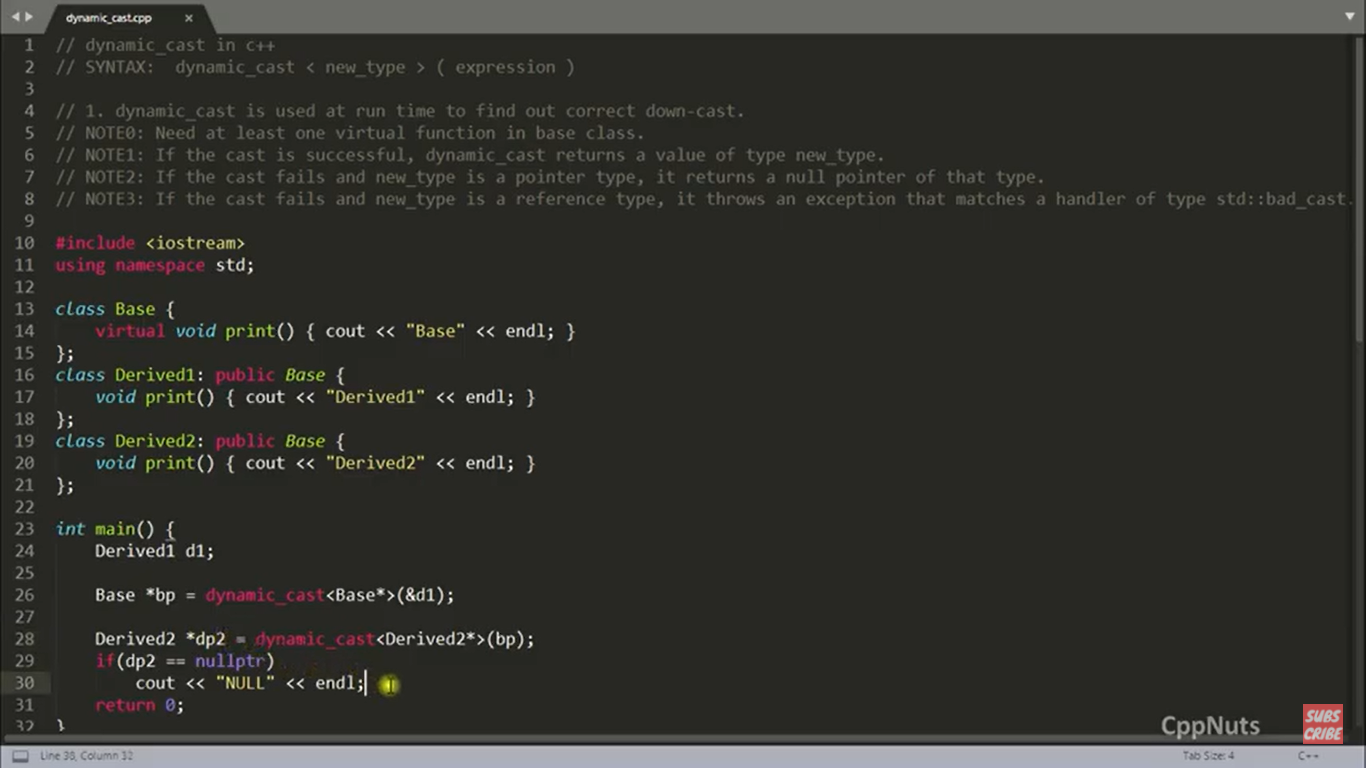 dynamic_cast.cpp ×
1 // dynamic_cast in c++
2 // SYNTAX: dynamic_cast < new_type > ( expression )
3
4 // 1. dynamic_cast is used at run time to find out correct down-cast.
5 // NOTE0: Need at least one virtual function in base class.
6 // NOTE1: If the cast is successful, dynamic_cast returns a value of type new_type.
7 // NOTE2: If the cast fails and new_type is a pointer type, it returns a null pointer of that type.
8 // NOTE3: If the cast fails and new_type is a reference type, it throws an exception that matches a handler of type std::bad_cast.
9
10 #include <iostream>
11 using namespace std;
12
13 class Base {
14     virtual void print() { cout << "Base" << endl; }
15 };
16 class Derived1: public Base {
17     void print() { cout << "Derived1" << endl; }
18 };
19 class Derived2: public Base {
20     void print() { cout << "Derived2" << endl; }
21 };
22
23 int main() {
24     Derived1 d1;
25
26     Base *bp = dynamic_cast<Base*>(&d1);
27
28     Derived2 *dp2 = dynamic_cast<Derived2*>(bp);
29     if(dp2 == nullptr)
30         cout << "NULL" << endl;
31     return 0;
32 }
CppNuts
SUBSCRIBE
Line 38, Column 32 Tab Size: 4 C++